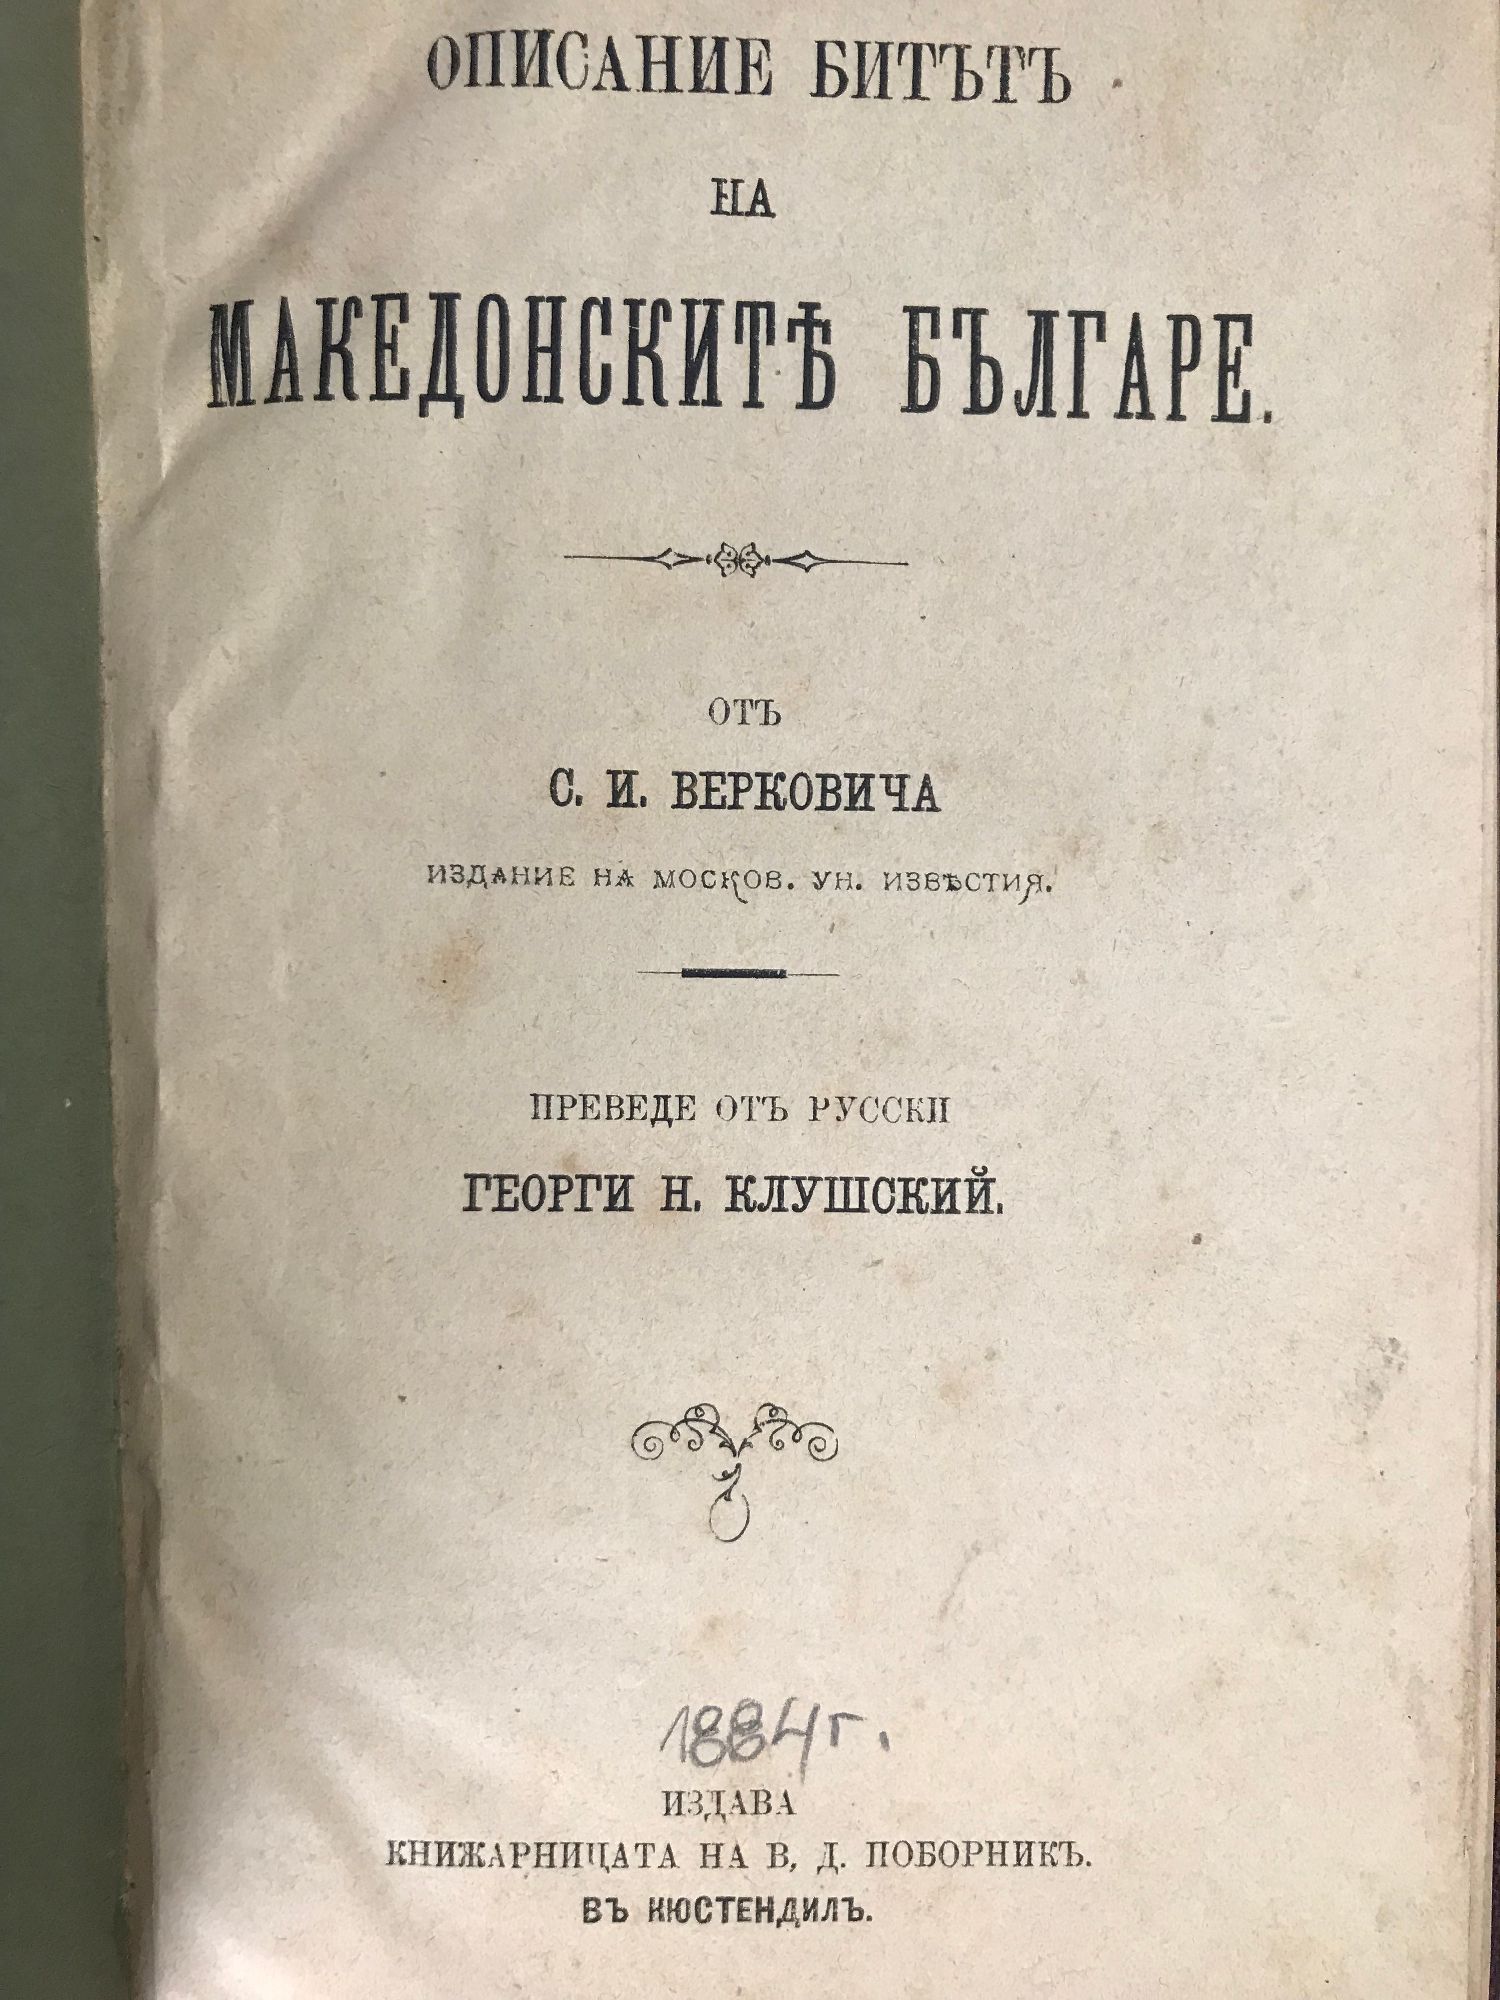 ОПИСАНИЕ БИТЪТЪ
НА
МАКЕДОНСКИТѢ БЪЛГАРЕ.
ОТЪ
С. И. ВЕРКОВИЧА
ИЗДАНИЕ НА МОСКОВ. УН. ИЗВѢСТИЯ.
ПРЕВЕДЕ ОТЪ РУССКИ
ГЕОРГИ Н. КЛУШСКИЙ.
1884 г.
ИЗДАВА
КНИЖАРНИЦАТА НА В, Д. ПОБОРНИКЪ.
ВЪ КЮСТЕНДИЛЪ.